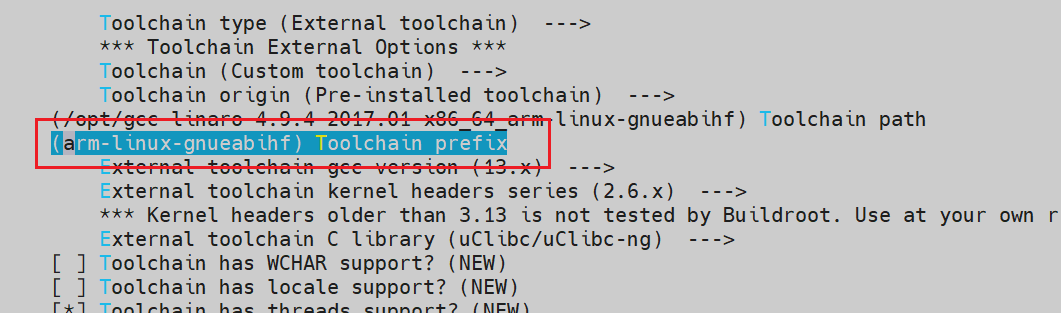 Toolchain type (External toolchain)  --->
*** Toolchain External Options ***
Toolchain (Custom toolchain)  --->
Toolchain origin (Pre-installed toolchain)  --->
(/opt/gcc-linaro-4.9.4-2017.01-x86_64_arm-linux-gnueabihf) Toolchain path
(arm-linux-gnueabihf) Toolchain prefix
External toolchain gcc version (13.x)  --->
External toolchain kernel headers series (2.6.x)  --->
*** Kernel headers older than 3.13 is not tested by Buildroot. Use at your own r
External toolchain C library (uClibc/uClibc-ng)  --->
[ ] Toolchain has WCHAR support? (NEW)
[ ] Toolchain has locale support? (NEW)
[*] Toolchain has threads support? (NEW)